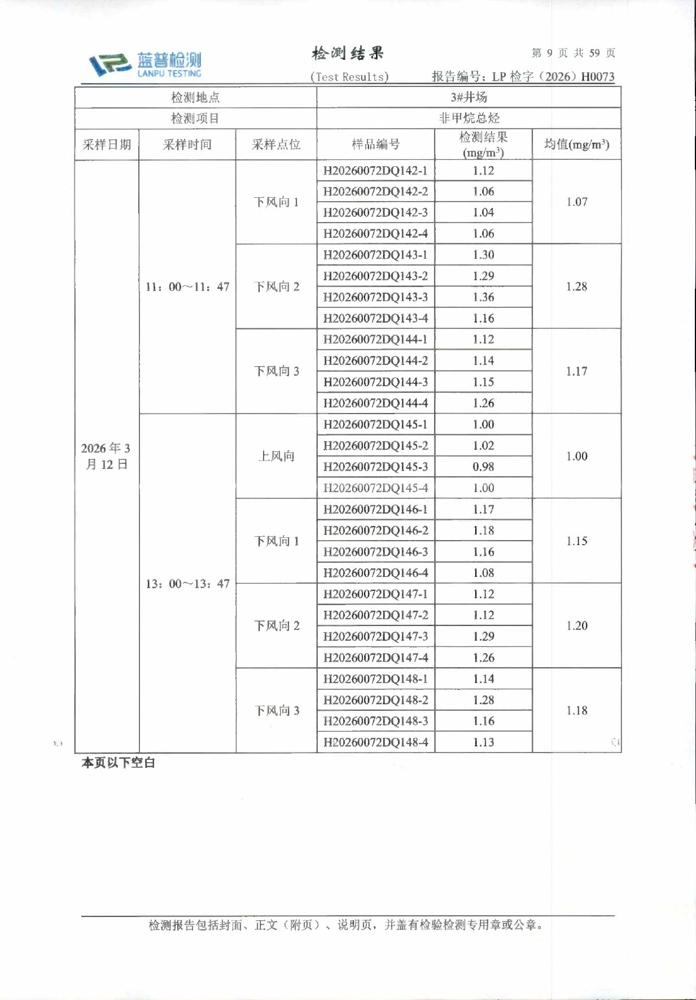 蓝普检测
LANPU TESTING
检测结果
(Test Results)
第 9 页 共 59 页
报告编号：LP 检字（2026）H0073
检测地点 3#井场
检测项目 非甲烷总烃
采样日期 采样时间 采样点位 样品编号 检测结果(mg/m³) 均值(mg/m³)
2026 年 3 月 12 日
11：00～11：47
下风向 1
H20260072DQ142-1 1.12
H20260072DQ142-2 1.06
H20260072DQ142-3 1.04
H20260072DQ142-4 1.06
1.07
下风向 2
H20260072DQ143-1 1.30
H20260072DQ143-2 1.29
H20260072DQ143-3 1.36
H20260072DQ143-4 1.16
1.28
下风向 3
H20260072DQ144-1 1.12
H20260072DQ144-2 1.14
H20260072DQ144-3 1.15
H20260072DQ144-4 1.26
1.17
13：00～13：47
上风向
H20260072DQ145-1 1.00
H20260072DQ145-2 1.02
H20260072DQ145-3 0.98
H20260072DQ145-4 1.00
1.00
下风向 1
H20260072DQ146-1 1.17
H20260072DQ146-2 1.18
H20260072DQ146-3 1.16
H20260072DQ146-4 1.08
1.15
下风向 2
H20260072DQ147-1 1.12
H20260072DQ147-2 1.12
H20260072DQ147-3 1.29
H20260072DQ147-4 1.26
1.20
下风向 3
H20260072DQ148-1 1.14
H20260072DQ148-2 1.28
H20260072DQ148-3 1.16
H20260072DQ148-4 1.13
1.18
本页以下空白
检测报告包括封面、正文（附页）、说明页，并盖有检验检测专用章或公章。